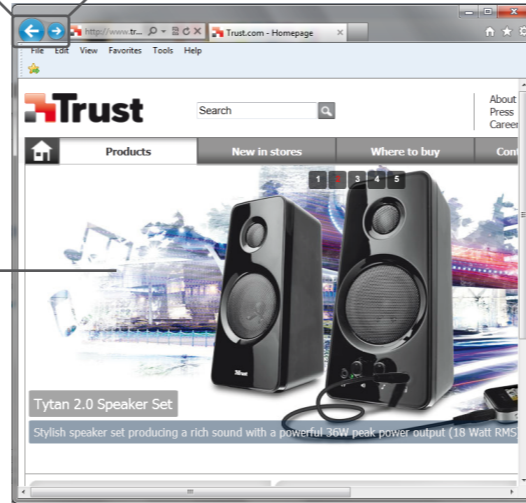 http://www.tr...
Trust.com - Homepage
File Edit View Favorites Tools Help
Trust
Search
About
Press
Career
Products New in stores Where to buy Cont
1 2 3 4 5
Trust
Tytan 2.0 Speaker Set
Stylish speaker set producing a rich sound with a powerful 36W peak power output (18 Watt RMS